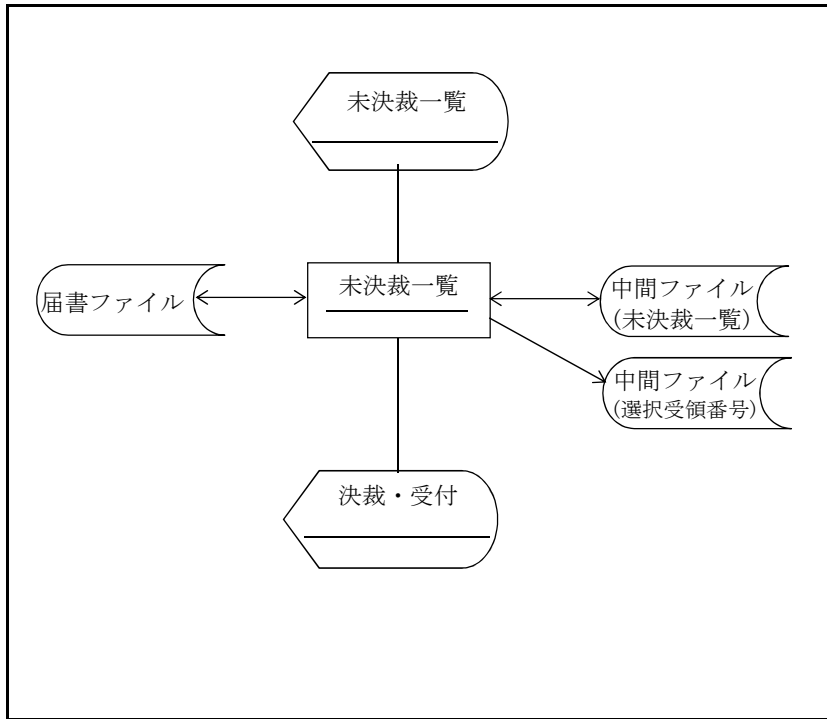 未決裁一覧
届書ファイル
未決裁一覧
中間ファイル
(未決裁一覧)
中間ファイル
(選択受領番号)
決裁・受付